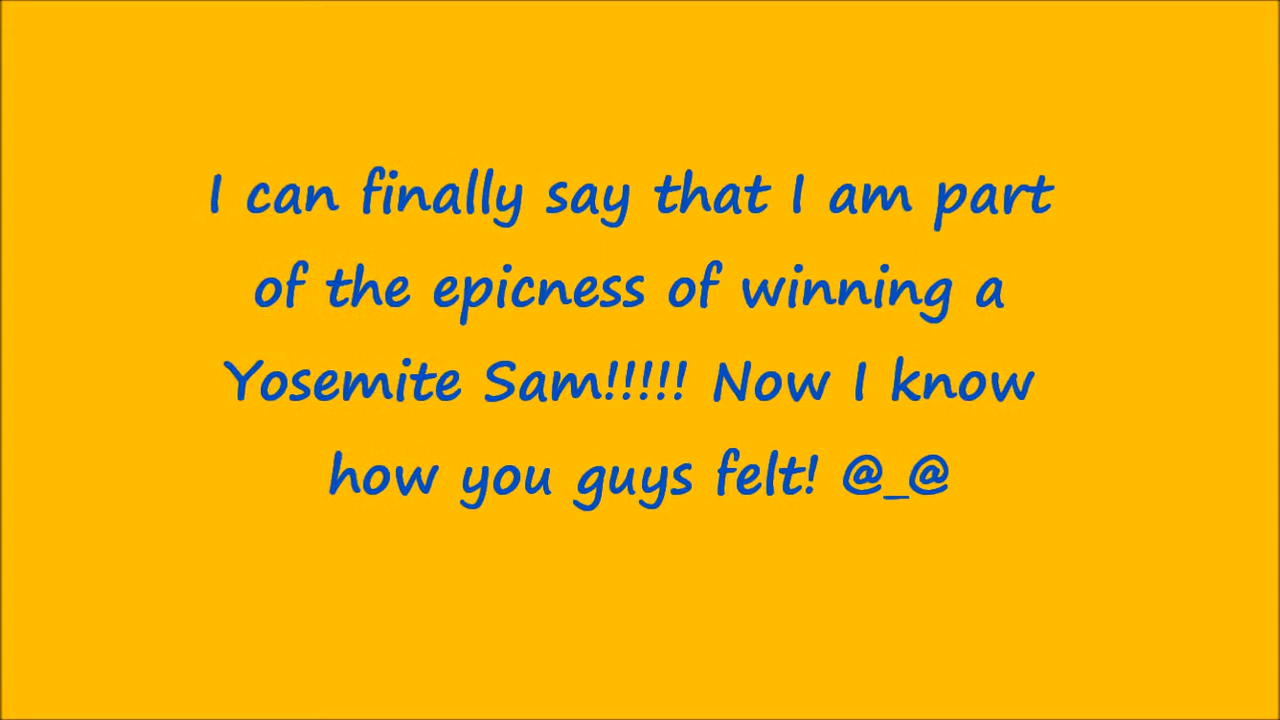 I can finally say that I am part
of the epicness of winning a
Yosemite Sam!!!!! Now I know
how you guys felt! @_@